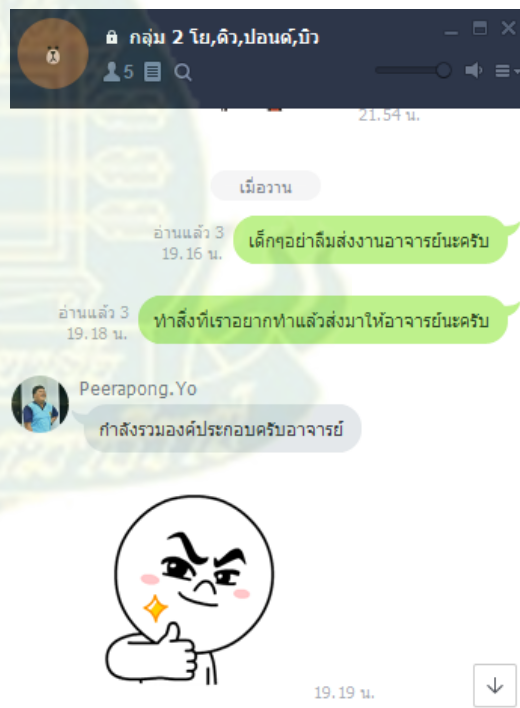 กลุ่ม 2 โย,ดิว,ปอนด์,บิว
5
21.54 น.
เมื่อวาน
อ่านแล้ว 3
19.16 น.
เด็กๆอย่าลืมส่งงานอาจารย์นะครับ
อ่านแล้ว 3
19.18 น.
ทำสิ่งที่เราอยากทำแล้วส่งมาให้อาจารย์นะครับ
Peerapong.Yo
กำลังรวมองค์ประกอบครับอาจารย์
19.19 น.